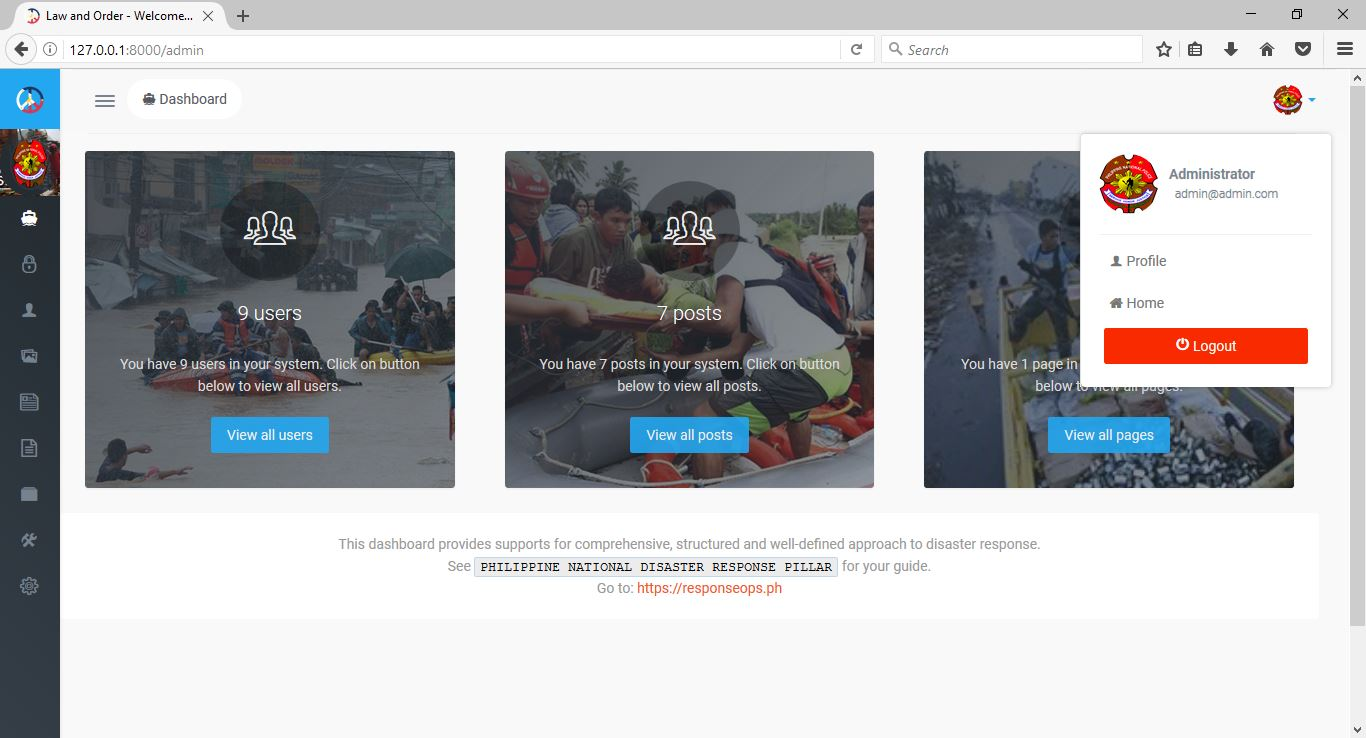 Law and Order - Welcome...
127.0.0.1:8000/admin
Search
Dashboard
Administrator
admin@admin.com
Profile
Home
Logout
9 users
You have 9 users in your system. Click on button
below to view all users.
View all users
7 posts
You have 7 posts in your system. Click on button
below to view all posts.
View all posts
You have 1 page in
below to view all pages.
View all pages
This dashboard provides supports for comprehensive, structured and well-defined approach to disaster response.
See PHILIPPINE NATIONAL DISASTER RESPONSE PILLAR for your guide.
Go to: https://responseops.ph